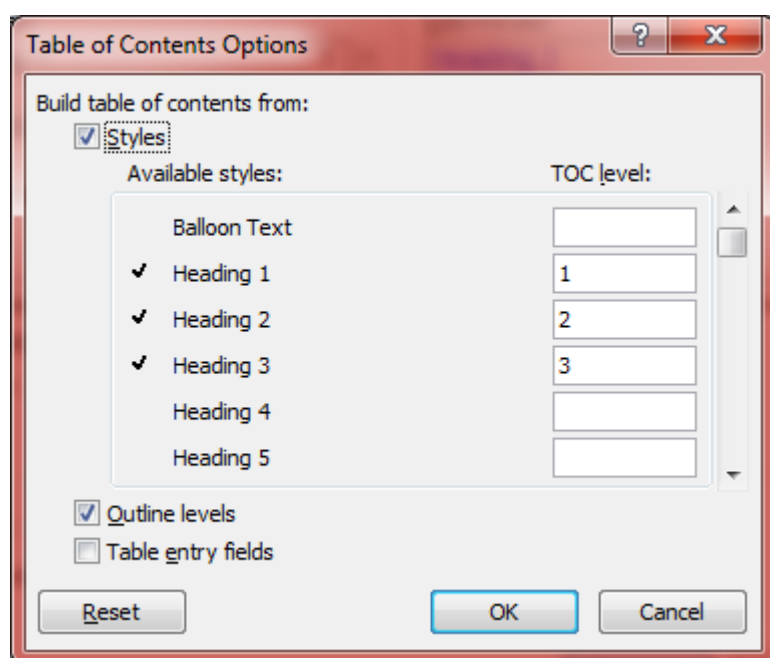 Table of Contents Options
Build table of contents from:
Styles
Available styles: TOC level:
Balloon Text
Heading 1 1
Heading 2 2
Heading 3 3
Heading 4
Heading 5
Outline levels
Table entry fields
Reset OK Cancel